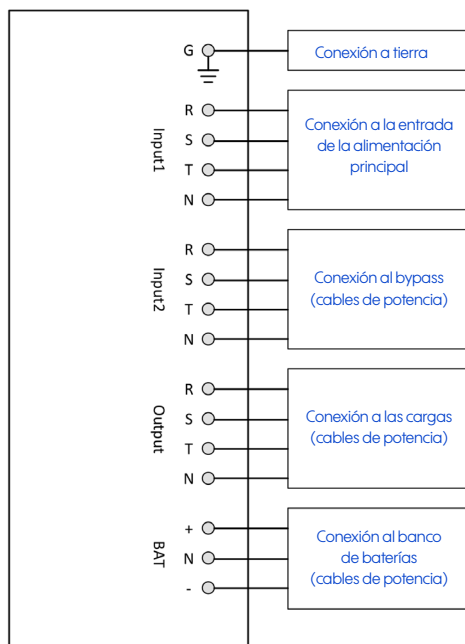 G
Conexión a tierra
Input1
R
S
T
N
Conexión a la entrada
de la alimentación
principal
Input2
R
S
T
N
Conexión al bypass
(cables de potencia)
Output
R
S
T
N
Conexión a las cargas
(cables de potencia)
BAT
+
N
-
Conexión al banco
de baterías
(cables de potencia)